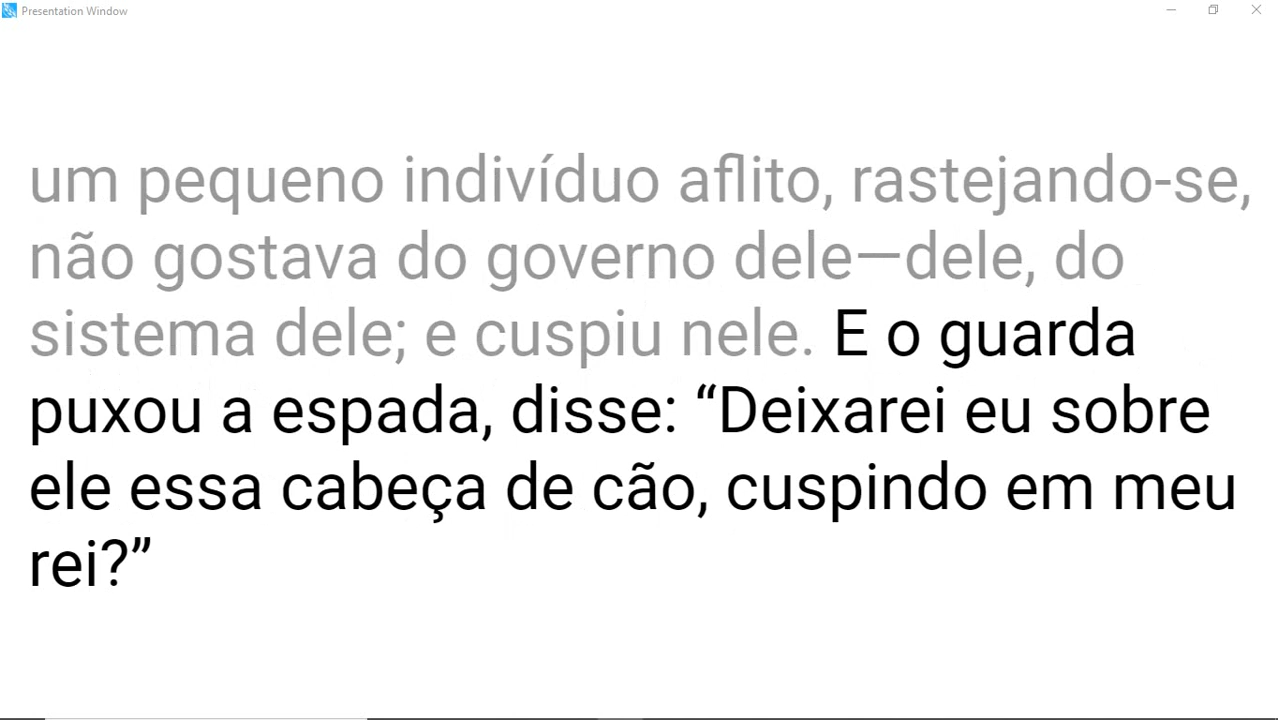 Presentation Window
um pequeno indivíduo aflito, rastejando-se,
não gostava do governo dele—dele, do
sistema dele; e cuspiu nele. E o guarda
puxou a espada, disse: “Deixarei eu sobre
ele essa cabeça de cão, cuspindo em meu
rei?”